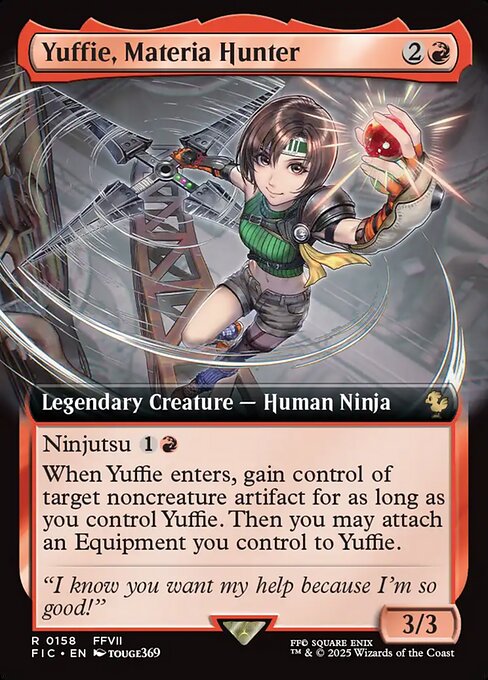 Yuffie, Materia Hunter 2
Legendary Creature — Human Ninja
Ninjutsu 1
When Yuffie enters, gain control of
target noncreature artifact for as long as
you control Yuffie. Then you may attach
an Equipment you control to Yuffie.
“I know you want my help because I’m so
good!”
3/3
R 0158 FFVII
FIC • EN TOUGE369
FF© SQUARE ENIX
™ & © 2025 Wizards of the Coast